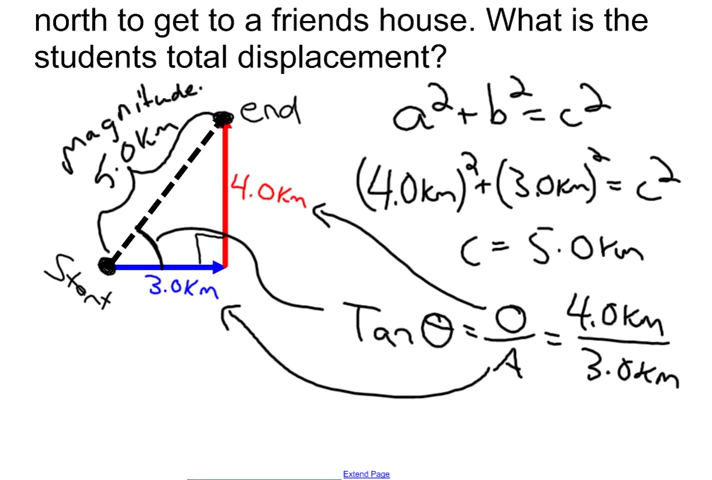 north to get to a friends house. What is the
students total displacement?
magnitude.
5.0km
end
4.0km
Start
3.0km
a²+b²=c²
(4.0km)²+(3.0km)²=c²
c = 5.0km
Tanθ = O/A = 4.0km/3.0km
Extend Page